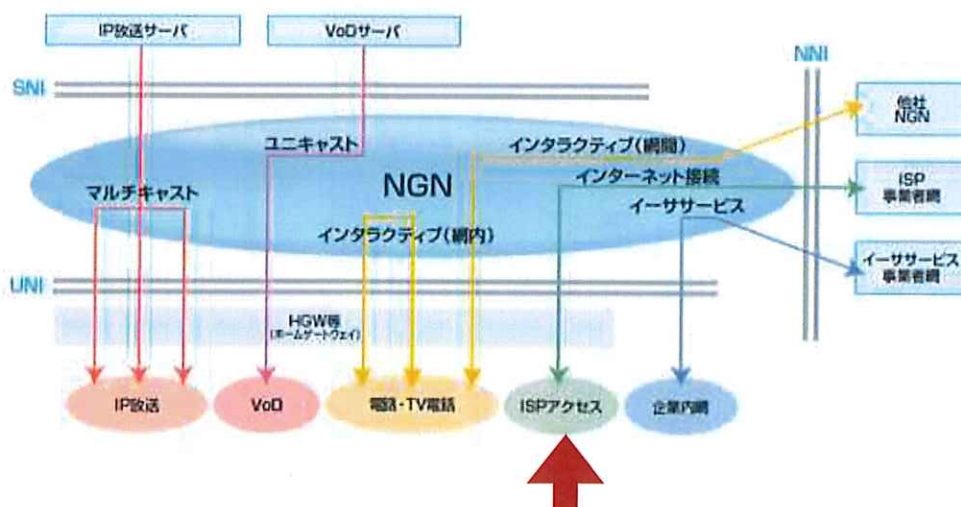 IP放送サーバ
VoDサーバ
NNI
SNI
他社
NGN
ユニキャスト
インタラクティブ(網間)
NGN
インターネット接続
ISP
事業者網
マルチキャスト
イーササービス
インタラクティブ(網内)
イーササービス
事業者網
UNI
HGW等
(ホームゲートウェイ)
IP放送
VoD
電話・TV電話
ISPアクセス
企業内網